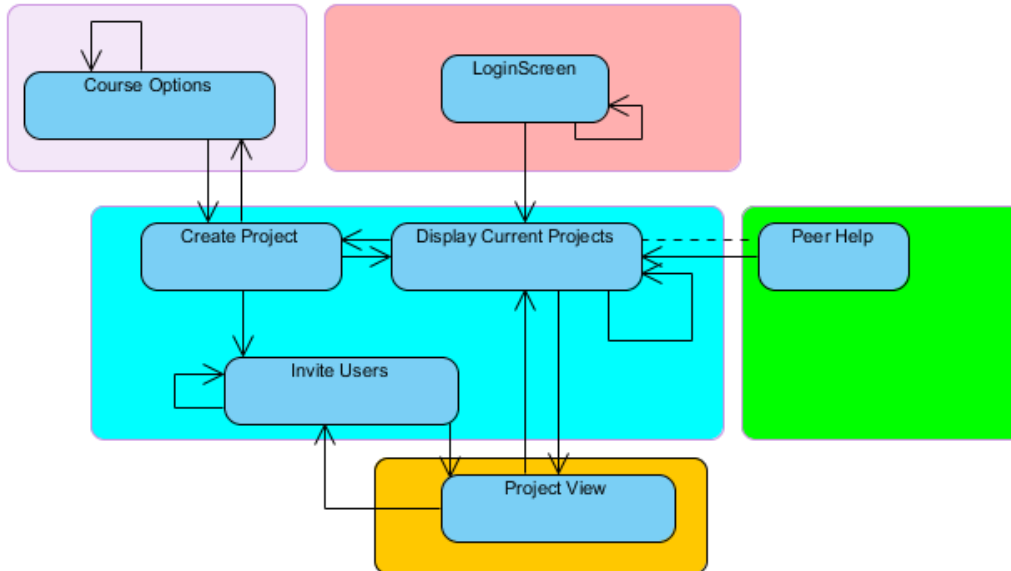 Course Options
LoginScreen
Create Project
Display Current Projects
Peer Help
Invite Users
Project View